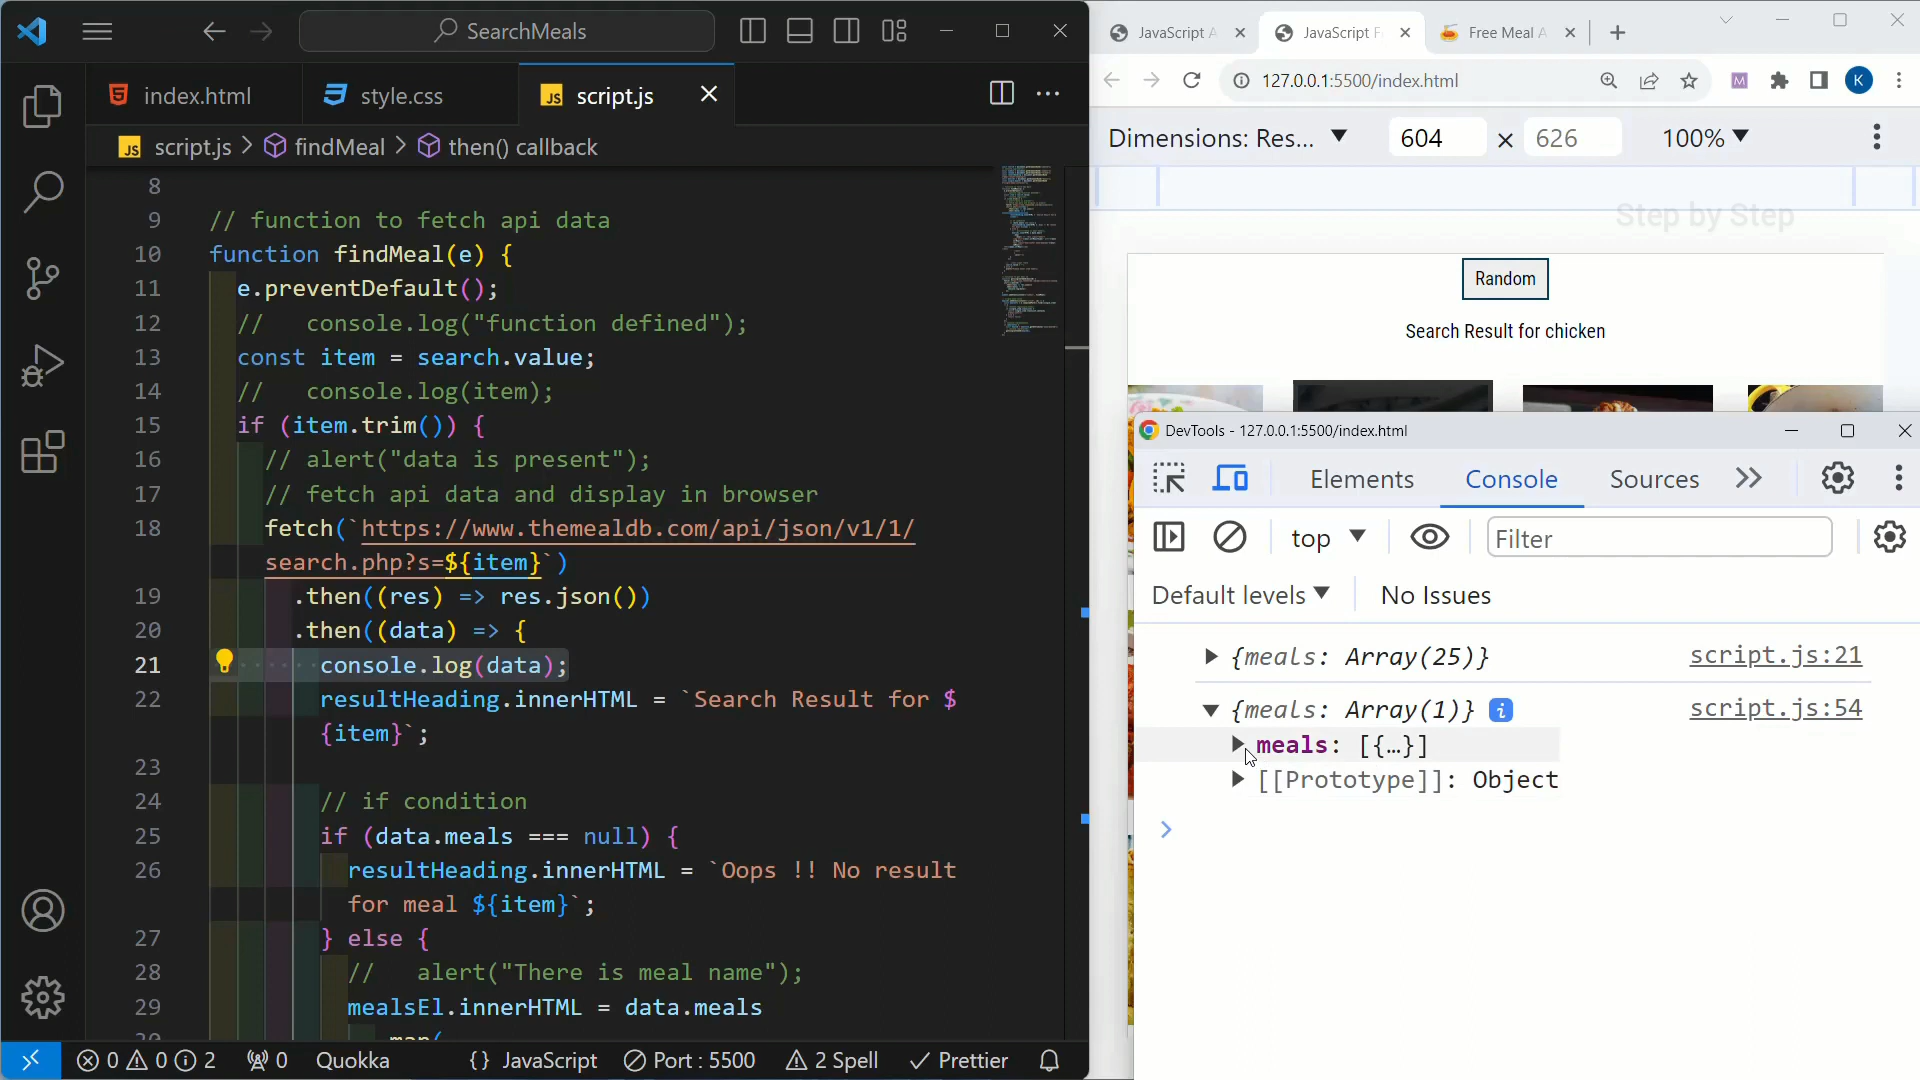 SearchMeals
index.html
style.css
JS script.js
JS script.js > findMeal > then() callback
8
9 // function to fetch api data
10 function findMeal(e) {
11 e.preventDefault();
12 // console.log("function defined");
13 const item = search.value;
14 // console.log(item);
15 if (item.trim()) {
16 // alert("data is present");
17 // fetch api data and display in browser
18 fetch(`https://www.themealdb.com/api/json/v1/1/
search.php?s=${item}`)
19 .then((res) => res.json())
20 .then((data) => {
21 console.log(data);
22 resultHeading.innerHTML = `Search Result for $
{item}`;
23
24 // if condition
25 if (data.meals === null) {
26 resultHeading.innerHTML = `Oops !! No result
for meal ${item}`;
27 } else {
28 // alert("There is meal name");
29 mealsEl.innerHTML = data.meals
0 0 2 0 Quokka {} JavaScript Port : 5500 2 Spell Prettier
JavaScript A
JavaScript F
Free Meal A
127.0.0.1:5500/index.html
M
K
Dimensions: Res... 604 × 626 100%
Step by Step
Random
Search Result for chicken
DevTools - 127.0.0.1:5500/index.html
Elements Console Sources
top Filter
Default levels No Issues
{meals: Array(25)} script.js:21
{meals: Array(1)} i script.js:54
meals: [{…}]
[[Prototype]]: Object